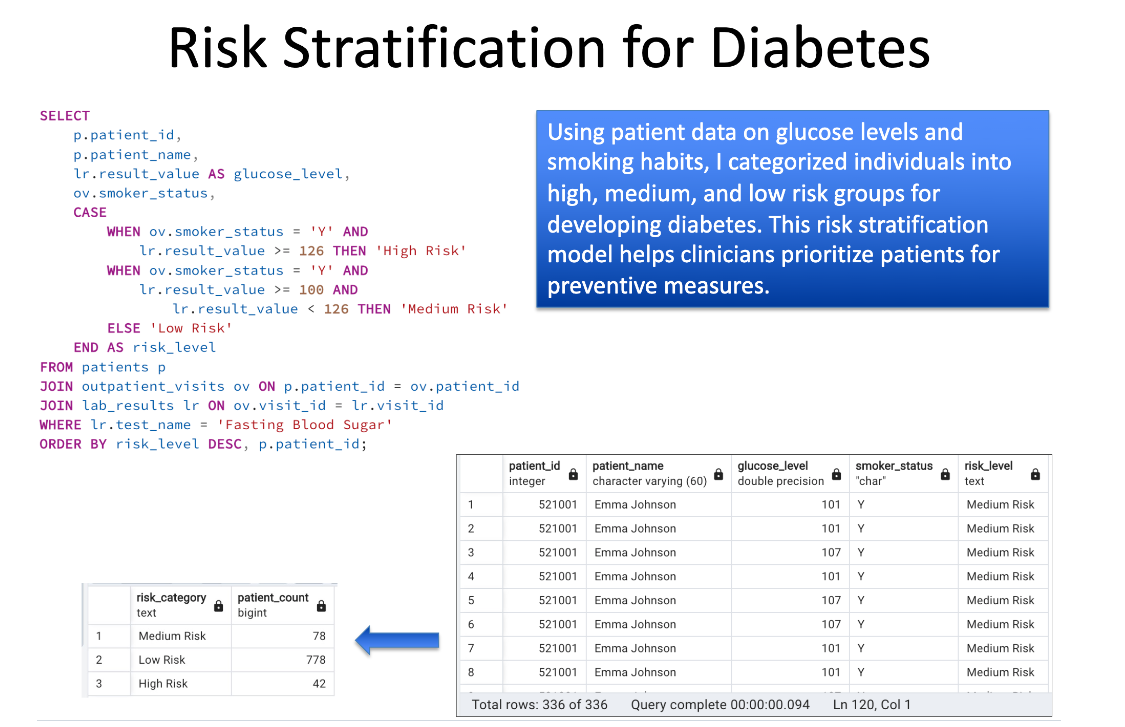 Risk Stratification for Diabetes
SELECT
p.patient_id,
p.patient_name,
lr.result_value AS glucose_level,
ov.smoker_status,
CASE
WHEN ov.smoker_status = 'Y' AND
lr.result_value >= 126 THEN 'High Risk'
WHEN ov.smoker_status = 'Y' AND
lr.result_value >= 100 AND
lr.result_value < 126 THEN 'Medium Risk'
ELSE 'Low Risk'
END AS risk_level
FROM patients p
JOIN outpatient_visits ov ON p.patient_id = ov.patient_id
JOIN lab_results lr ON ov.visit_id = lr.visit_id
WHERE lr.test_name = 'Fasting Blood Sugar'
ORDER BY risk_level DESC, p.patient_id;
Using patient data on glucose levels and
smoking habits, I categorized individuals into
high, medium, and low risk groups for
developing diabetes. This risk stratification
model helps clinicians prioritize patients for
preventive measures.
patient_id patient_name glucose_level smoker_status risk_level
integer character varying (60) double precision "char" text
1 521001 Emma Johnson 101 Y Medium Risk
2 521001 Emma Johnson 101 Y Medium Risk
3 521001 Emma Johnson 107 Y Medium Risk
4 521001 Emma Johnson 101 Y Medium Risk
5 521001 Emma Johnson 107 Y Medium Risk
6 521001 Emma Johnson 107 Y Medium Risk
7 521001 Emma Johnson 101 Y Medium Risk
8 521001 Emma Johnson 101 Y Medium Risk
Total rows: 336 of 336 Query complete 00:00:00.094 Ln 120, Col 1
risk_category patient_count
text bigint
1 Medium Risk 78
2 Low Risk 778
3 High Risk 42